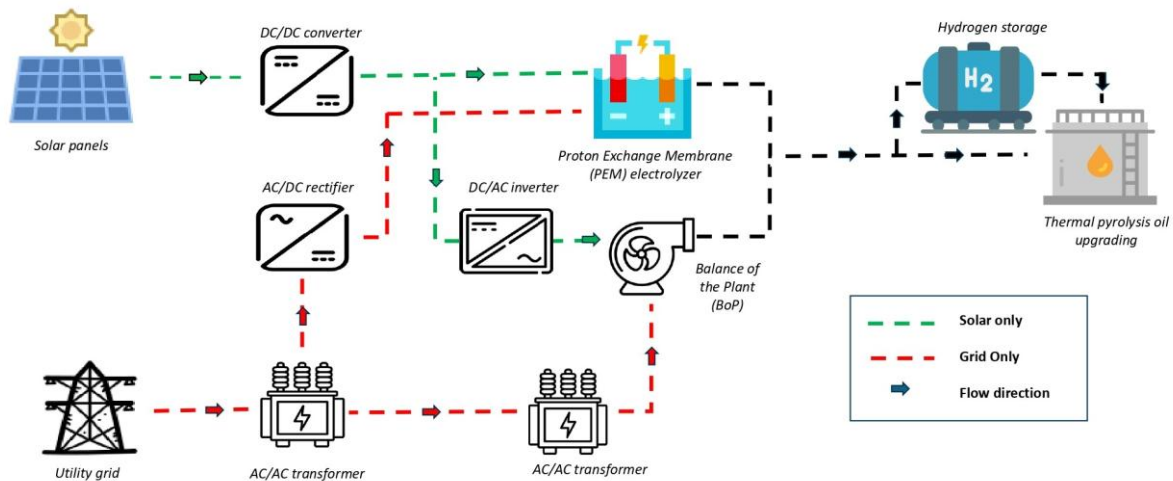 DC/DC converter
Hydrogen storage
H2
Solar panels
Proton Exchange Membrane
(PEM) electrolyzer
AC/DC rectifier
DC/AC inverter
Thermal pyrolysis oil
upgrading
Balance of
the Plant
(BoP)
Solar only
Grid Only
Flow direction
Utility grid
AC/AC transformer
AC/AC transformer